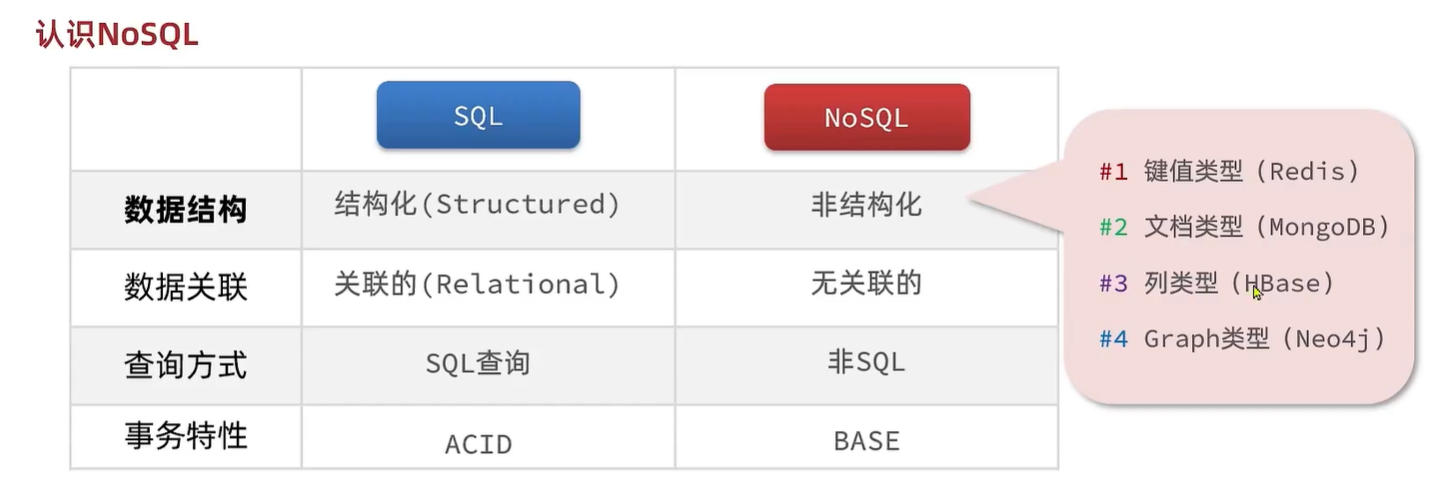 认识NoSQL
SQL NoSQL
数据结构 结构化(Structured) 非结构化
数据关联 关联的(Relational) 无关联的
查询方式 SQL查询 非SQL
事务特性 ACID BASE
#1 键值类型（Redis）
#2 文档类型（MongoDB）
#3 列类型（HBase）
#4 Graph类型（Neo4j）